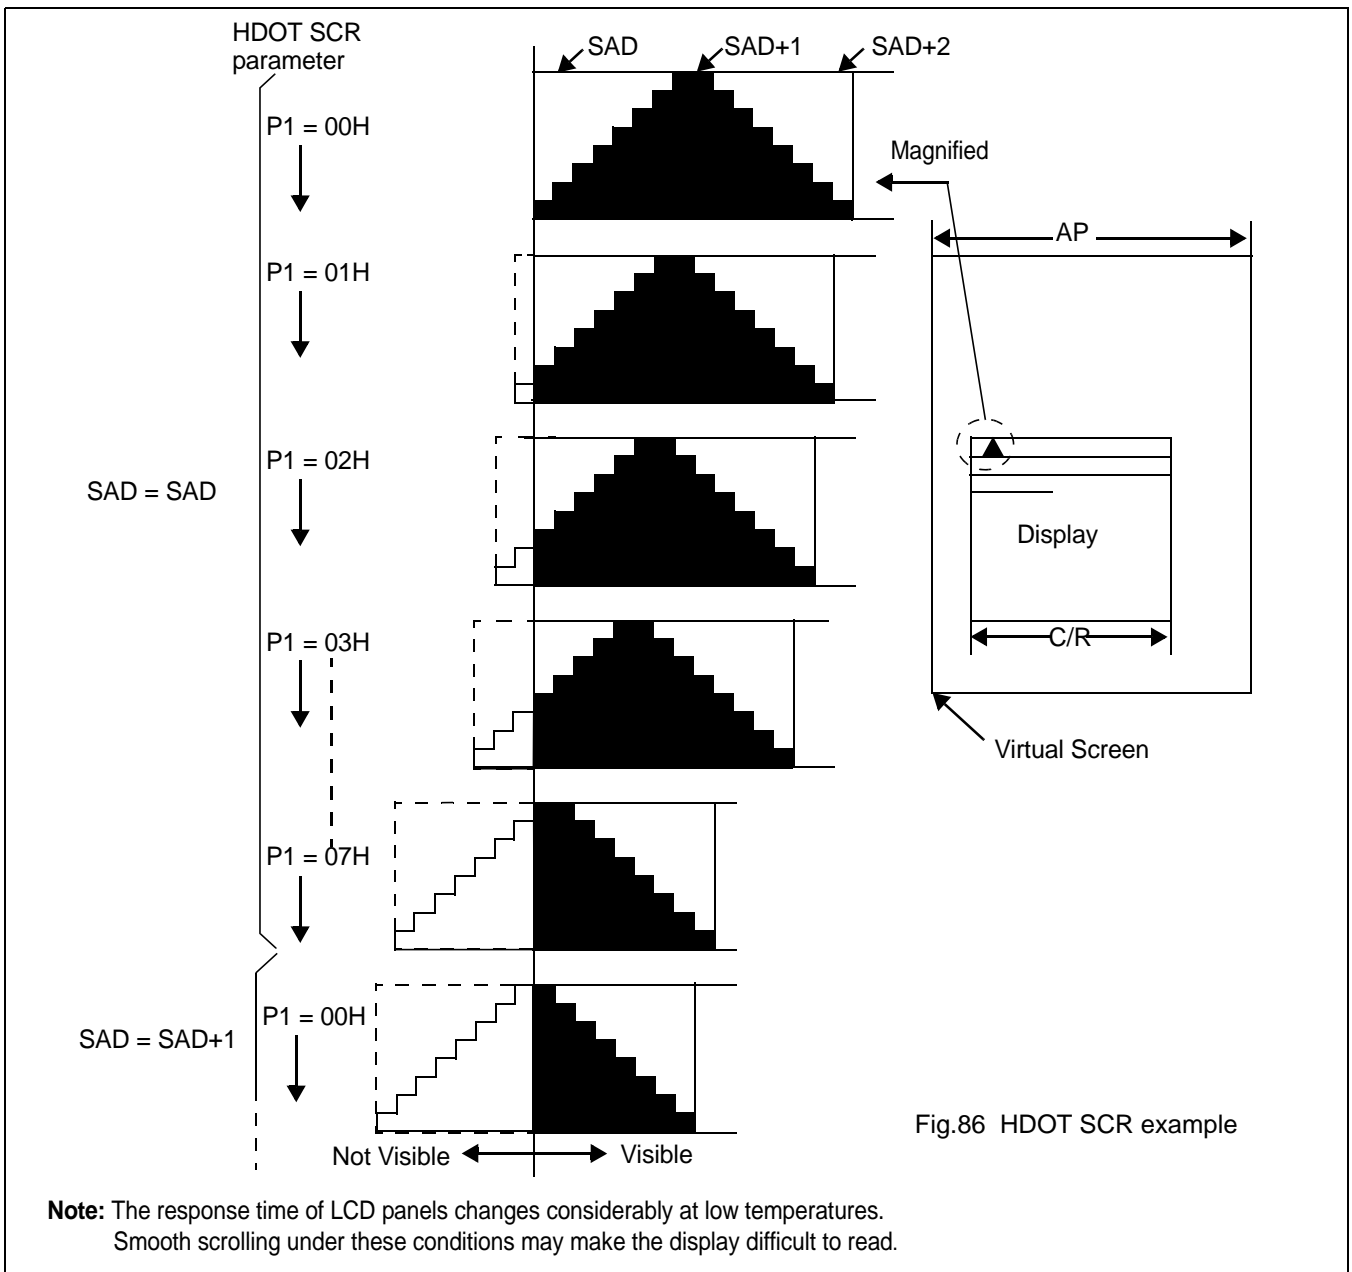 HDOT SCR
parameter
SAD
SAD+1
SAD+2
P1 = 00H
Magnified
AP
P1 = 01H
P1 = 02H
SAD = SAD
Display
P1 = 03H
C/R
Virtual Screen
P1 = 07H
P1 = 00H
SAD = SAD+1
Fig.86 HDOT SCR example
Not Visible
Visible
Note: The response time of LCD panels changes considerably at low temperatures.
Smooth scrolling under these conditions may make the display difficult to read.